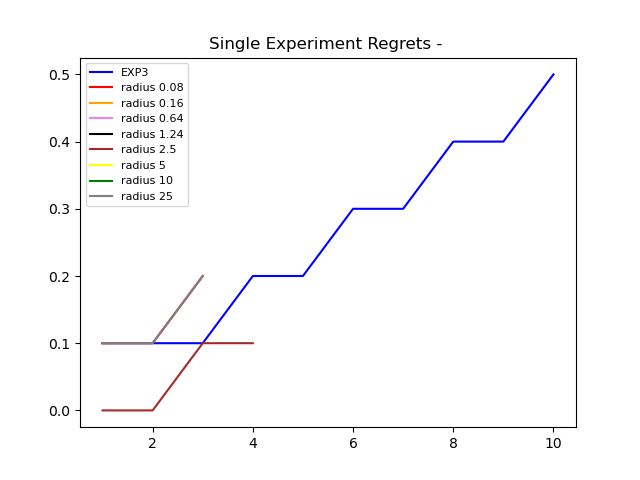 Single Experiment Regrets -
EXP3
radius 0.08
radius 0.16
radius 0.64
radius 1.24
radius 2.5
radius 5
radius 10
radius 25
0.5
0.4
0.3
0.2
0.1
0.0
2
4
6
8
10